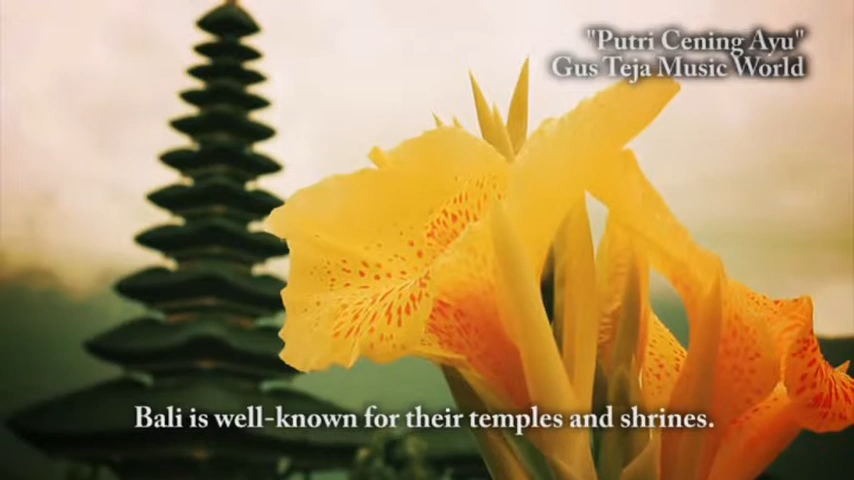 "Putri Cening Ayu"
Gus Teja Music World
Bali is well-known for their temples and shrines.